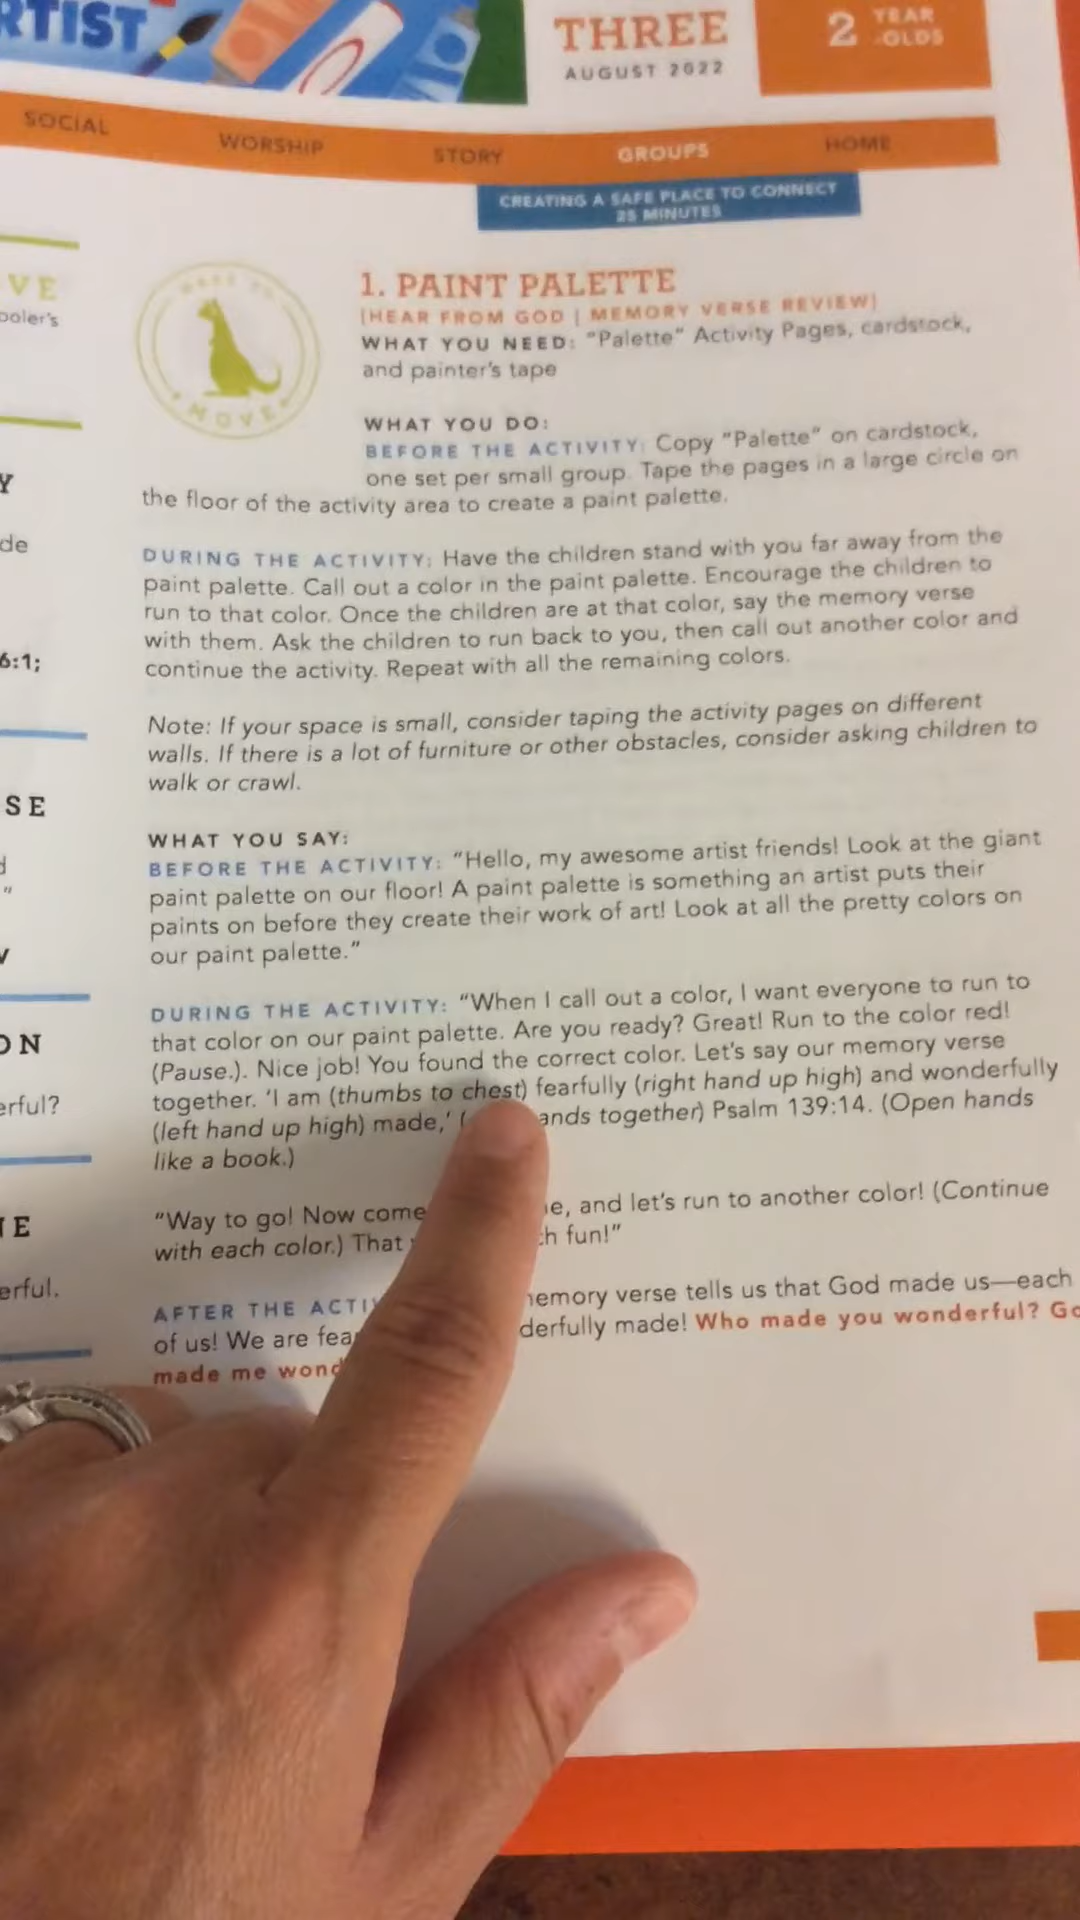 RTIST
THREE
AUGUST 2022
2 YEAR
-OLDS
SOCIAL WORSHIP STORY GROUPS HOME
CREATING A SAFE PLACE TO CONNECT
25 MINUTES
VE
ooler's
Y
de
6:1;
SE
"
ON
erful?
NE
erful.
MOVE
1. PAINT PALETTE
[HEAR FROM GOD | MEMORY VERSE REVIEW]
WHAT YOU NEED: "Palette" Activity Pages, cardstock,
and painter's tape
WHAT YOU DO:
BEFORE THE ACTIVITY: Copy "Palette" on cardstock,
one set per small group. Tape the pages in a large circle on
the floor of the activity area to create a paint palette.
DURING THE ACTIVITY: Have the children stand with you far away from the
paint palette. Call out a color in the paint palette. Encourage the children to
run to that color. Once the children are at that color, say the memory verse
with them. Ask the children to run back to you, then call out another color and
continue the activity. Repeat with all the remaining colors.
Note: If your space is small, consider taping the activity pages on different
walls. If there is a lot of furniture or other obstacles, consider asking children to
walk or crawl.
WHAT YOU SAY:
BEFORE THE ACTIVITY: "Hello, my awesome artist friends! Look at the giant
paint palette on our floor! A paint palette is something an artist puts their
paints on before they create their work of art! Look at all the pretty colors on
our paint palette."
DURING THE ACTIVITY: "When I call out a color, I want everyone to run to
that color on our paint palette. Are you ready? Great! Run to the color red!
(Pause.). Nice job! You found the correct color. Let's say our memory verse
together. 'I am (thumbs to chest) fearfully (right hand up high) and wonderfully
(left hand up high) made,' ( ands together) Psalm 139:14. (Open hands
like a book.)
"Way to go! Now come e, and let's run to another color! (Continue
with each color.) That ch fun!"
AFTER THE ACTI emory verse tells us that God made us—each
of us! We are fea derfully made! Who made you wonderful? Go
made me wond